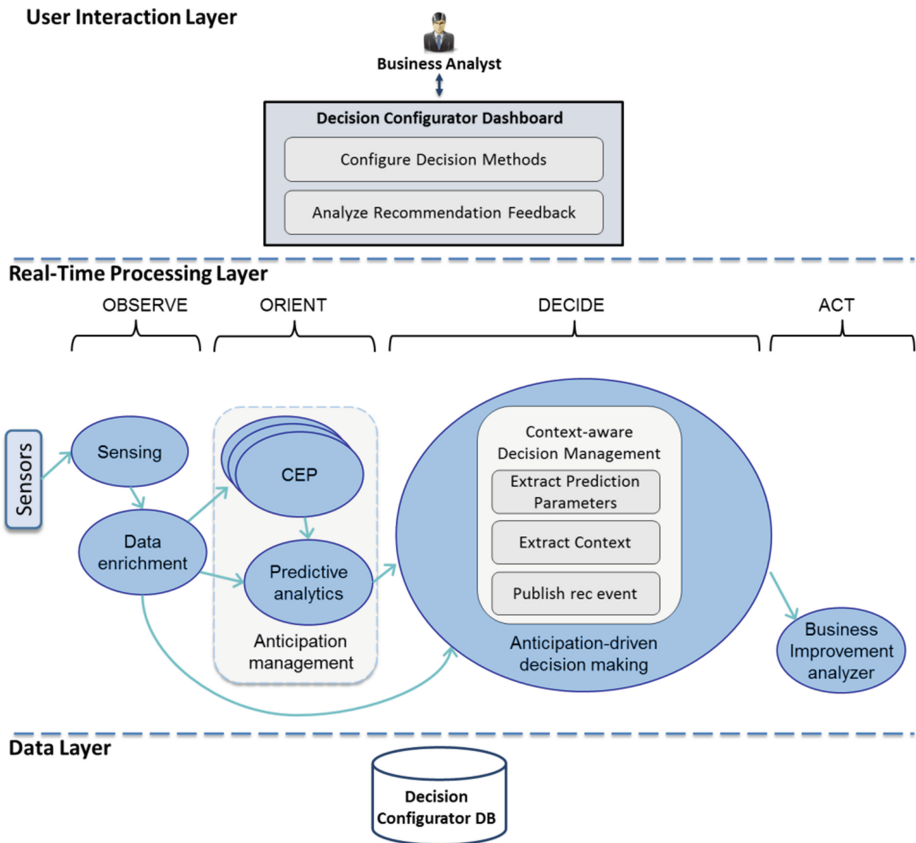 User Interaction Layer
Business Analyst
Decision Configurator Dashboard
Configure Decision Methods
Analyze Recommendation Feedback
Real-Time Processing Layer
OBSERVE
ORIENT
DECIDE
ACT
Sensors
Sensing
Data
enrichment
CEP
Predictive
analytics
Anticipation
management
Context-aware
Decision Management
Extract Prediction
Parameters
Extract Context
Publish rec event
Anticipation-driven
decision making
Business
Improvement
analyzer
Data Layer
Decision
Configurator DB